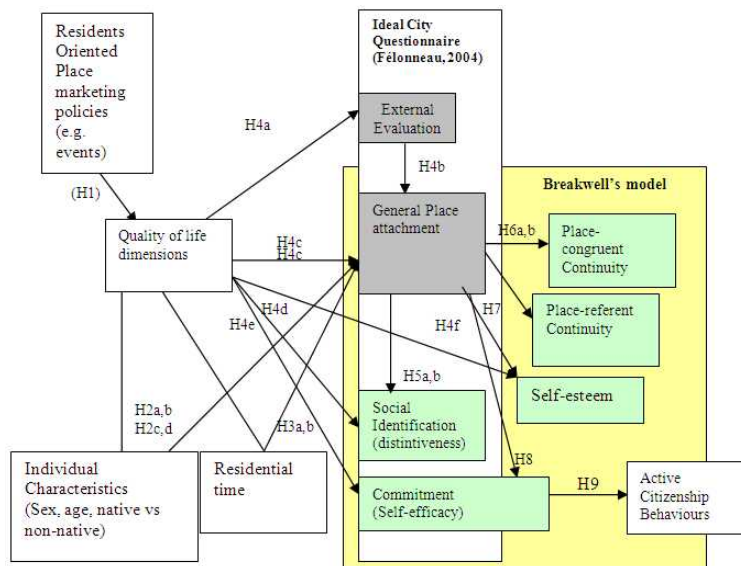 Residents
Oriented
Place
marketing
policies
(e.g.
events)
Ideal City
Questionnaire
(Félonneau, 2004)
H4a
External
Evaluation
(H1)
H4b
Breakwell's model
Quality of life
dimensions
General Place
attachment
H4c
H4c
H6a,b
Place-
congruent
Continuity
H4d
H4e
H4f
H7
Place-referent
Continuity
H5a,b
Self-esteem
H2a,b
H2c,d
H3a,b
Social
Identification
(distintiveness)
H8
Individual
Characteristics
(Sex, age, native vs
non-native)
Residential
time
Commitment
(Self-efficacy)
H9
Active
Citizenship
Behaviours